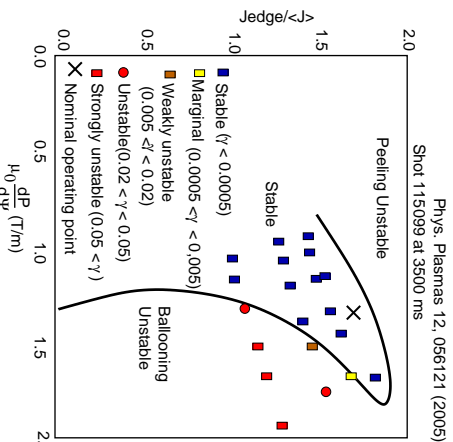 Phys. Plasmas 12, 056121 (2005)
Shot 115099 at 3500 ms
Peeling Unstable
Stable
Ballooning
Unstable
Stable (γ < 0.0005)
Marginal (0.0005 <γ < 0,005)
Weakly unstable
(0.005 <γ < 0.02)
Unstable(0.02 < γ < 0.05)
Strongly unstable (0.05 < γ)
Nominal operating point
Jedge/<J>
0.0 0.5 1.0 1.5 2.0
0.0 0.5 1.0 1.5 2.
μ0 dP/dΨ (T/m)